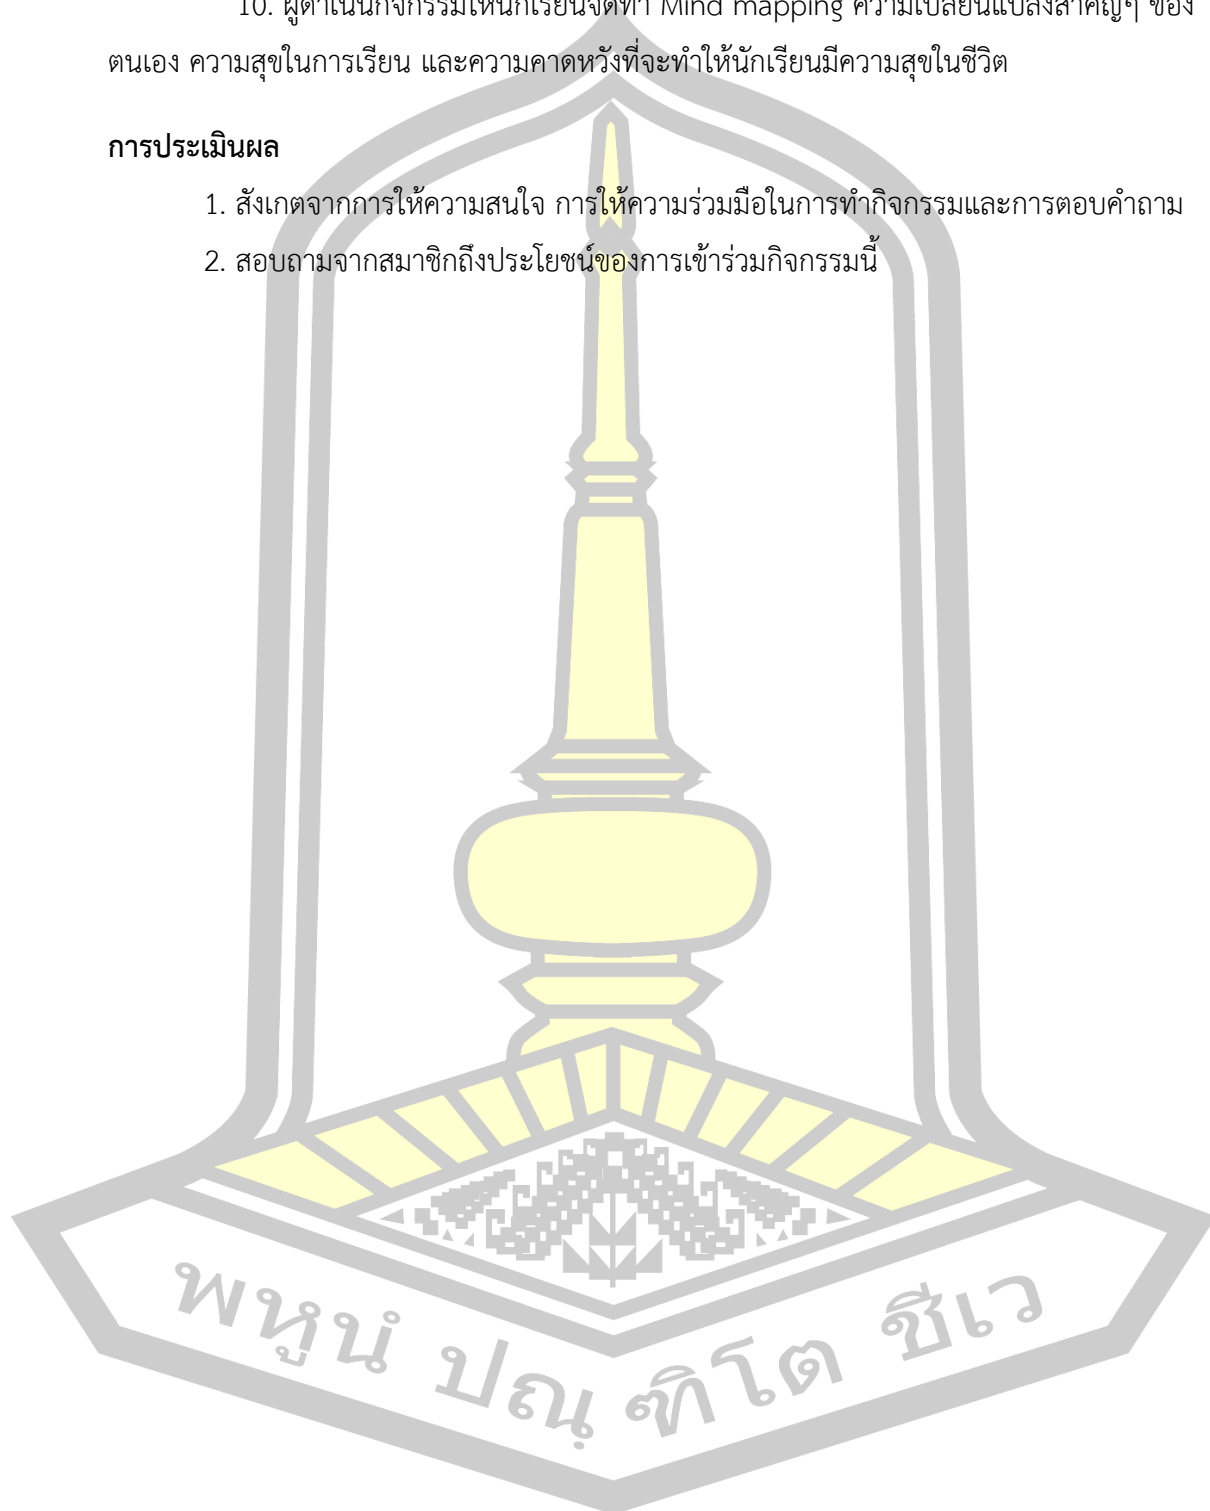 10. ผู้ดำเนินกิจกรรมให้นักเรียนจัดทำ Mind mapping ความเปลี่ยนแปลงสำคัญๆ ของ
ตนเอง ความสุขในการเรียน และความคาดหวังที่จะทำให้นักเรียนมีความสุขในชีวิต
การประเมินผล
1. สังเกตจากการให้ความสนใจ การให้ความร่วมมือในการทำกิจกรรมและการตอบคำถาม
2. สอบถามจากสมาชิกถึงประโยชน์ของการเข้าร่วมกิจกรรมนี้
พหูนํ ปณฺ ฑิโต ชีเว